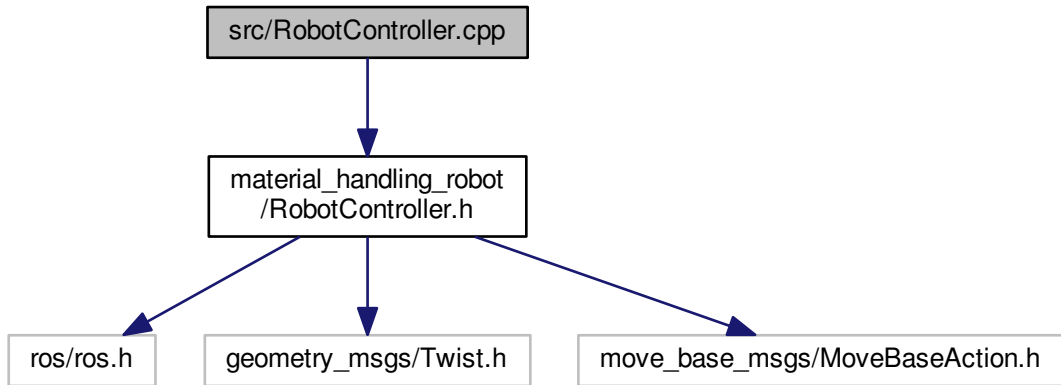 src/RobotController.cpp
material_handling_robot
/RobotController.h
ros/ros.h
geometry_msgs/Twist.h
move_base_msgs/MoveBaseAction.h